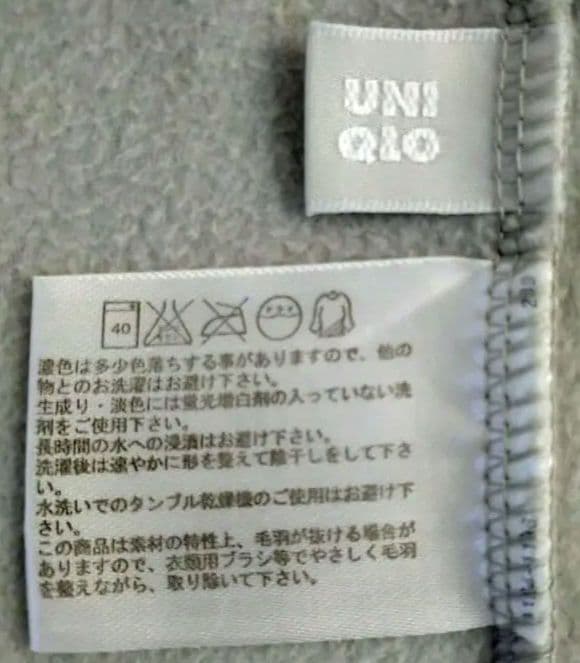 UNI
QLO
40
濃色は多少色落ちする事がありますので、他の
物とのお洗濯はお避け下さい。
生成り・淡色には蛍光増白剤の入っていない洗
剤をご使用下さい。
長時間の水への浸漬はお避け下さい。
洗濯後は速やかに形を整えて陰干しをして下さ
い。
水洗いでのタンブル乾燥機のご使用はお避け下
さい。
この商品は素材の特性上、毛羽が抜ける場合が
ありますので、衣類用ブラシ等でやさしく毛羽
を整えながら、取り除いて下さい。